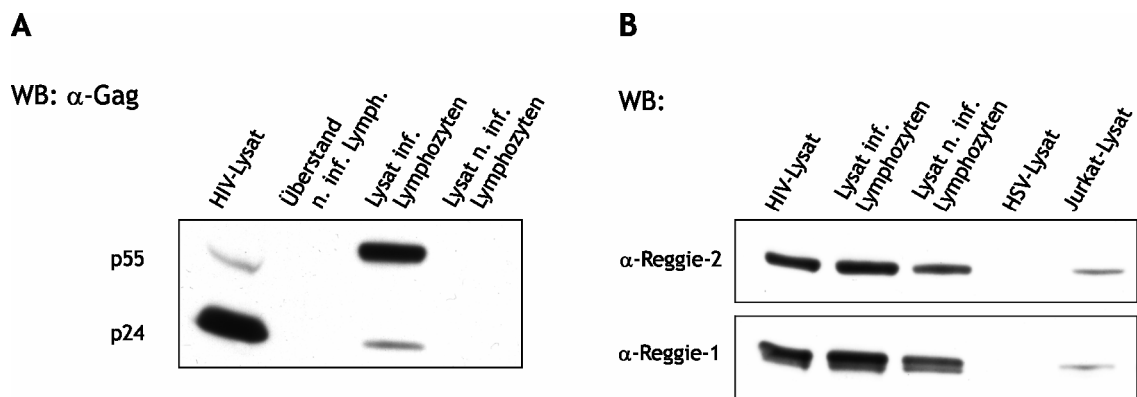 A
WB: α-Gag
HIV-Lysat
Überstand
n. inf. Lymph.
Lysat inf.
Lymphozyten
Lysat n. inf.
Lymphozyten
p55
p24
B
WB:
HIV-Lysat
Lysat inf.
Lymphozyten
Lysat n. inf.
Lymphozyten
HSV-Lysat
Jurkat-Lysat
α-Reggie-2
α-Reggie-1